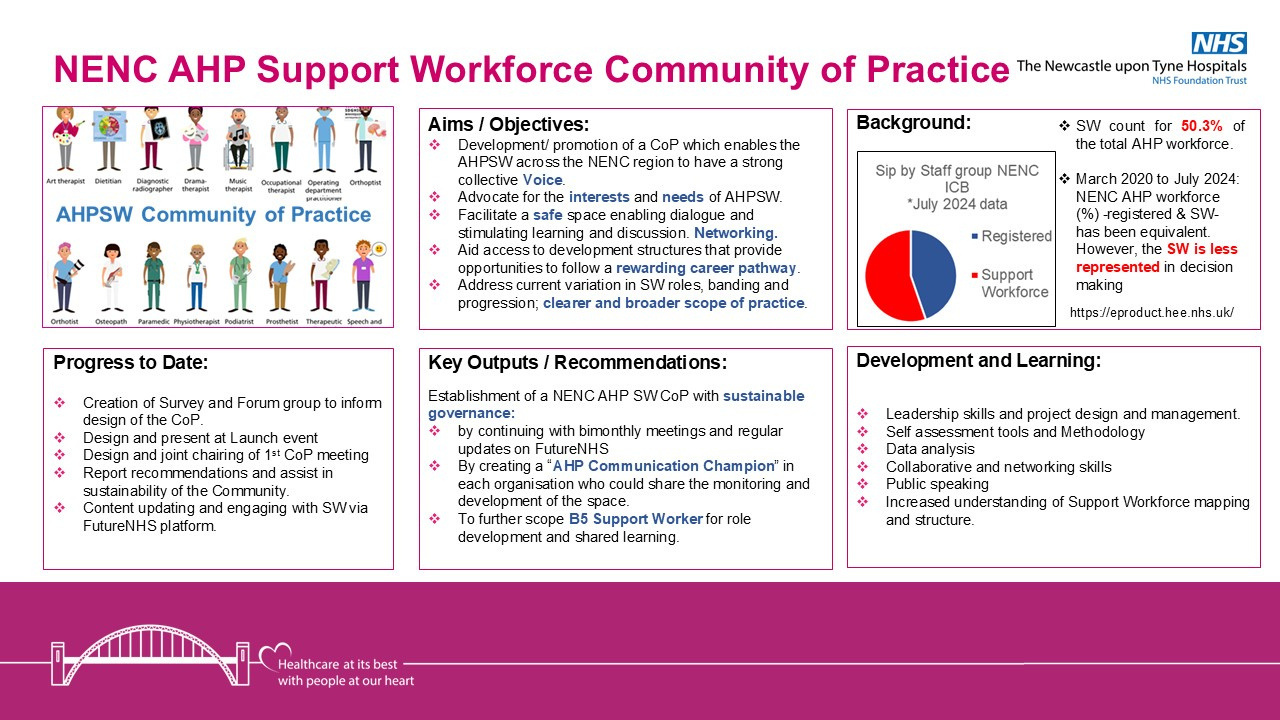 NENC AHP Support Workforce Community of Practice
NHS
The Newcastle upon Tyne Hospitals
NHS Foundation Trust
Art therapist
Dietitian
Diagnostic
radiographer
Drama-
therapist
Music
therapist
Occupational
therapist
Operating
department
practitioner
Orthoptist
AHPSW Community of Practice
Orthotist
Osteopath
Paramedic
Physiotherapist
Podiatrist
Prosthetist
Therapeutic
Speech and
Aims / Objectives:
❖ Development/ promotion of a CoP which enables the
AHPSW across the NENC region to have a strong
collective Voice.
❖ Advocate for the interests and needs of AHPSW.
❖ Facilitate a safe space enabling dialogue and
stimulating learning and discussion. Networking.
❖ Aid access to development structures that provide
opportunities to follow a rewarding career pathway.
❖ Address current variation in SW roles, banding and
progression; clearer and broader scope of practice.
Background:
Sip by Staff group NENC
ICB
*July 2024 data
Registered
Support
Workforce
❖ SW count for 50.3% of
the total AHP workforce.
❖ March 2020 to July 2024:
NENC AHP workforce
(%) -registered & SW-
has been equivalent.
However, the SW is less
represented in decision
making
https://eproduct.hee.nhs.uk/
Progress to Date:
❖ Creation of Survey and Forum group to inform
design of the CoP.
❖ Design and present at Launch event
❖ Design and joint chairing of 1st CoP meeting
❖ Report recommendations and assist in
sustainability of the Community.
❖ Content updating and engaging with SW via
FutureNHS platform.
Key Outputs / Recommendations:
Establishment of a NENC AHP SW CoP with sustainable
governance:
❖ by continuing with bimonthly meetings and regular
updates on FutureNHS
❖ By creating a “AHP Communication Champion” in
each organisation who could share the monitoring and
development of the space.
❖ To further scope B5 Support Worker for role
development and shared learning.
Development and Learning:
❖ Leadership skills and project design and management.
❖ Self assessment tools and Methodology
❖ Data analysis
❖ Collaborative and networking skills
❖ Public speaking
❖ Increased understanding of Support Workforce mapping
and structure.
Healthcare at its best
with people at our heart